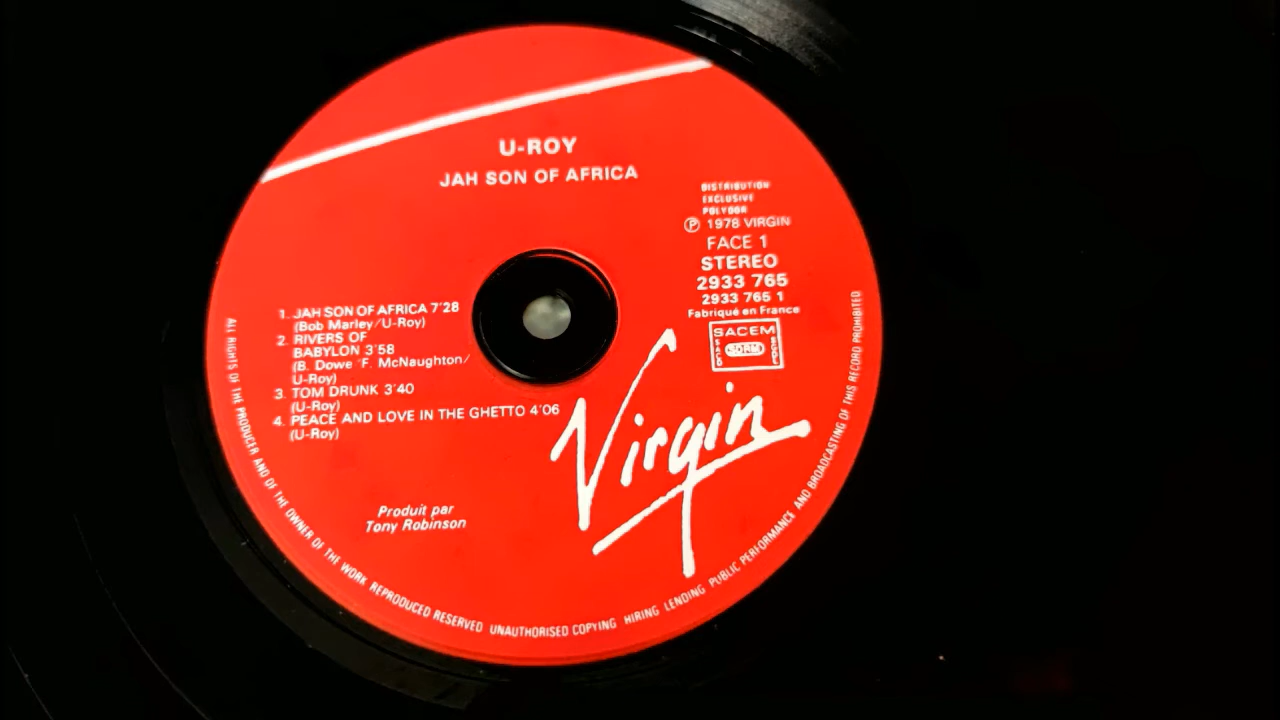 U-ROY
JAH SON OF AFRICA
DISTRIBUTION
EXCLUSIVE
POLYDOR
Ⓟ 1978 VIRGIN
FACE 1
STEREO
2933 765
2933 765 1
Fabriqué en France
SACEM
SACD
SDRM
SGDL
1. JAH SON OF AFRICA 7'28
(Bob Marley/U-Roy)
2. RIVERS OF
BABYLON 3'58
(B. Dowe F. McNaughton/
U-Roy)
3. TOM DRUNK 3'40
(U-Roy)
4. PEACE AND LOVE IN THE GHETTO 4'06
(U-Roy)
Virgin
Produit par
Tony Robinson
ALL RIGHTS OF THE PRODUCER AND OF THE OWNER OF THE WORK REPRODUCED RESERVED UNAUTHORISED COPYING HIRING LENDING PUBLIC PERFORMANCE AND BROADCASTING OF THIS RECORD PROHIBITED